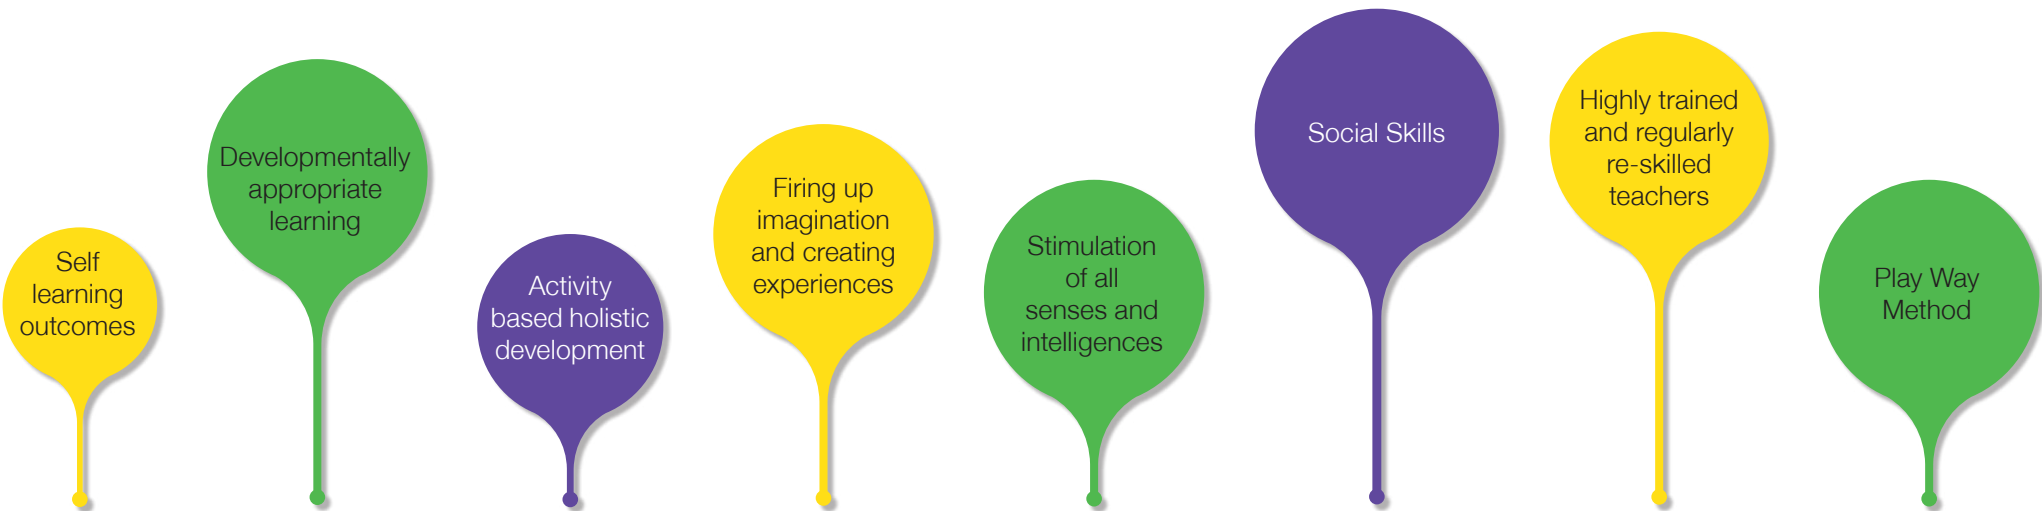 Self
learning
outcomes
Developmentally
appropriate
learning
Activity
based holistic
development
Firing up
imagination
and creating
experiences
Stimulation
of all
senses and
intelligences
Social Skills
Highly trained
and regularly
re-skilled
teachers
Play Way
Method